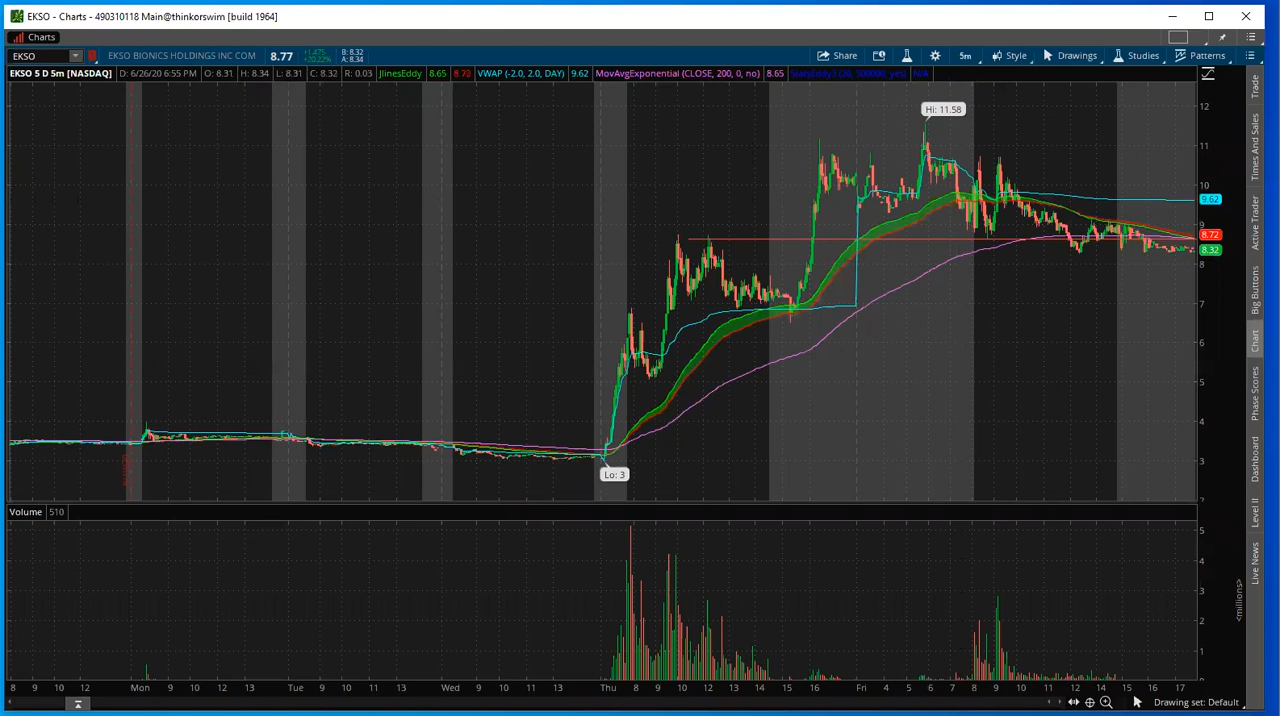 EKSO - Charts - 490310118 Main@thinkorswim [build 1964]
Charts
EKSO EKSO BIONICS HOLDINGS INC COM 8.77 B: 8.32 A: 8.34 Share 5m Style Drawings Studies Patterns
EKSO 5 D 5m [NASDAQ] D: 6/26/20 6:55 PM O: 8.31 H: 8.34 L: 8.31 C: 8.32 R: 0.03 JlinesEddy 8.65 8.72 VWAP (-2.0, 2.0, DAY) 9.62 MovAvgExponential (CLOSE, 200, 0, no) 8.65 N/A
Hi: 11.58
Lo: 3
12
11
10
9.62
9
8.72
8.32
8
7
6
5
4
3
2
Trade
Times And Sales
Active Trader
Big Buttons
Chart
Phase Scores
Dashboard
Level II
Live News
Volume 510
5
4
3
2
1
<millions>
8 9 10 12 Mon 9 10 11 13 Tue 9 10 11 13 Wed 9 10 11 13 Thu 8 9 10 12 13 14 15 16 Fri 4 5 6 7 8 9 10 11 12 13 14 15 16 17
Drawing set: Default